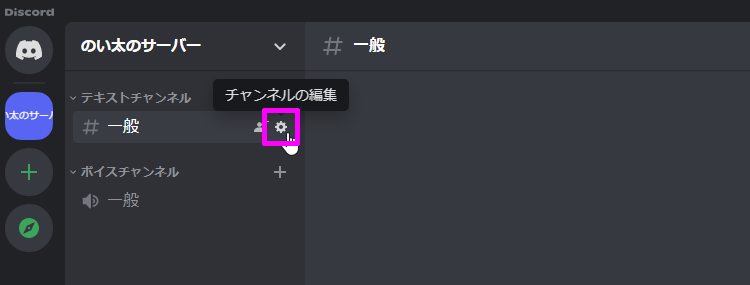 Discord
のい太のサーバー
# 一般
チャンネルの編集
テキストチャンネル
い太のサーバ
# 一般
ボイスチャンネル
一般